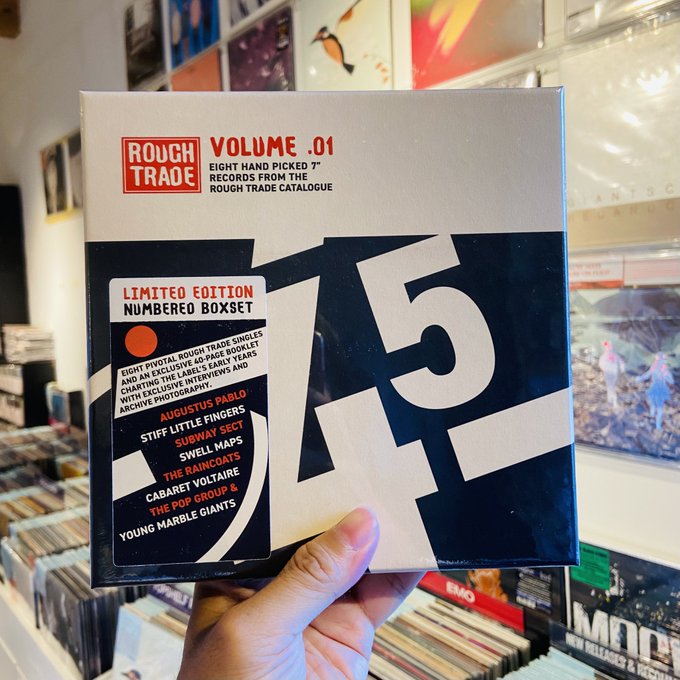 ROUGH
TRADE
VOLUME .01
EIGHT HAND PICKED 7"
RECORDS FROM THE
ROUGH TRADE CATALOGUE
45
LIMITED EDITION
NUMBERED BOXSET
EIGHT PIVOTAL ROUGH TRADE SINGLES
AND AN EXCLUSIVE 40-PAGE BOOKLET
CHARTING THE LABEL'S EARLY YEARS
WITH EXCLUSIVE INTERVIEWS AND
ARCHIVE PHOTOGRAPHY.
AUGUSTUS PABLO
STIFF LITTLE FINGERS
SUBWAY SECT
SWELL MAPS
THE RAINCOATS
CABARET VOLTAIRE
THE POP GROUP &
YOUNG MARBLE GIANTS
EMO
NEW RELEASES &